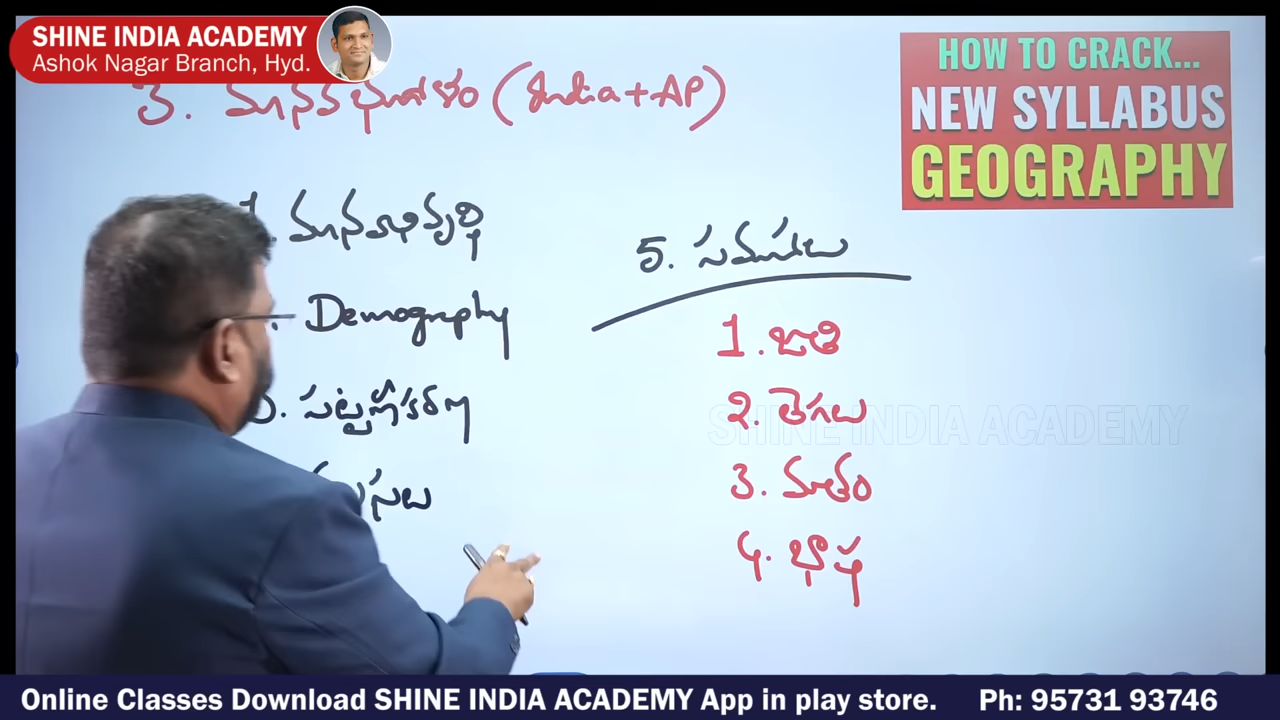 SHINE INDIA ACADEMY
Ashok Nagar Branch, Hyd.
HOW TO CRACK...
NEW SYLLABUS
GEOGRAPHY
3. మానవ భూగోళం (India + AP)
1. మానవాభివృద్ధి
Demography
పట్టణీకరణ
5. సమూహాలు
1. జాతి
2. తెగలు
3. మతం
4. భాష
SHINE INDIA ACADEMY
Online Classes Download SHINE INDIA ACADEMY App in play store. Ph: 95731 93746